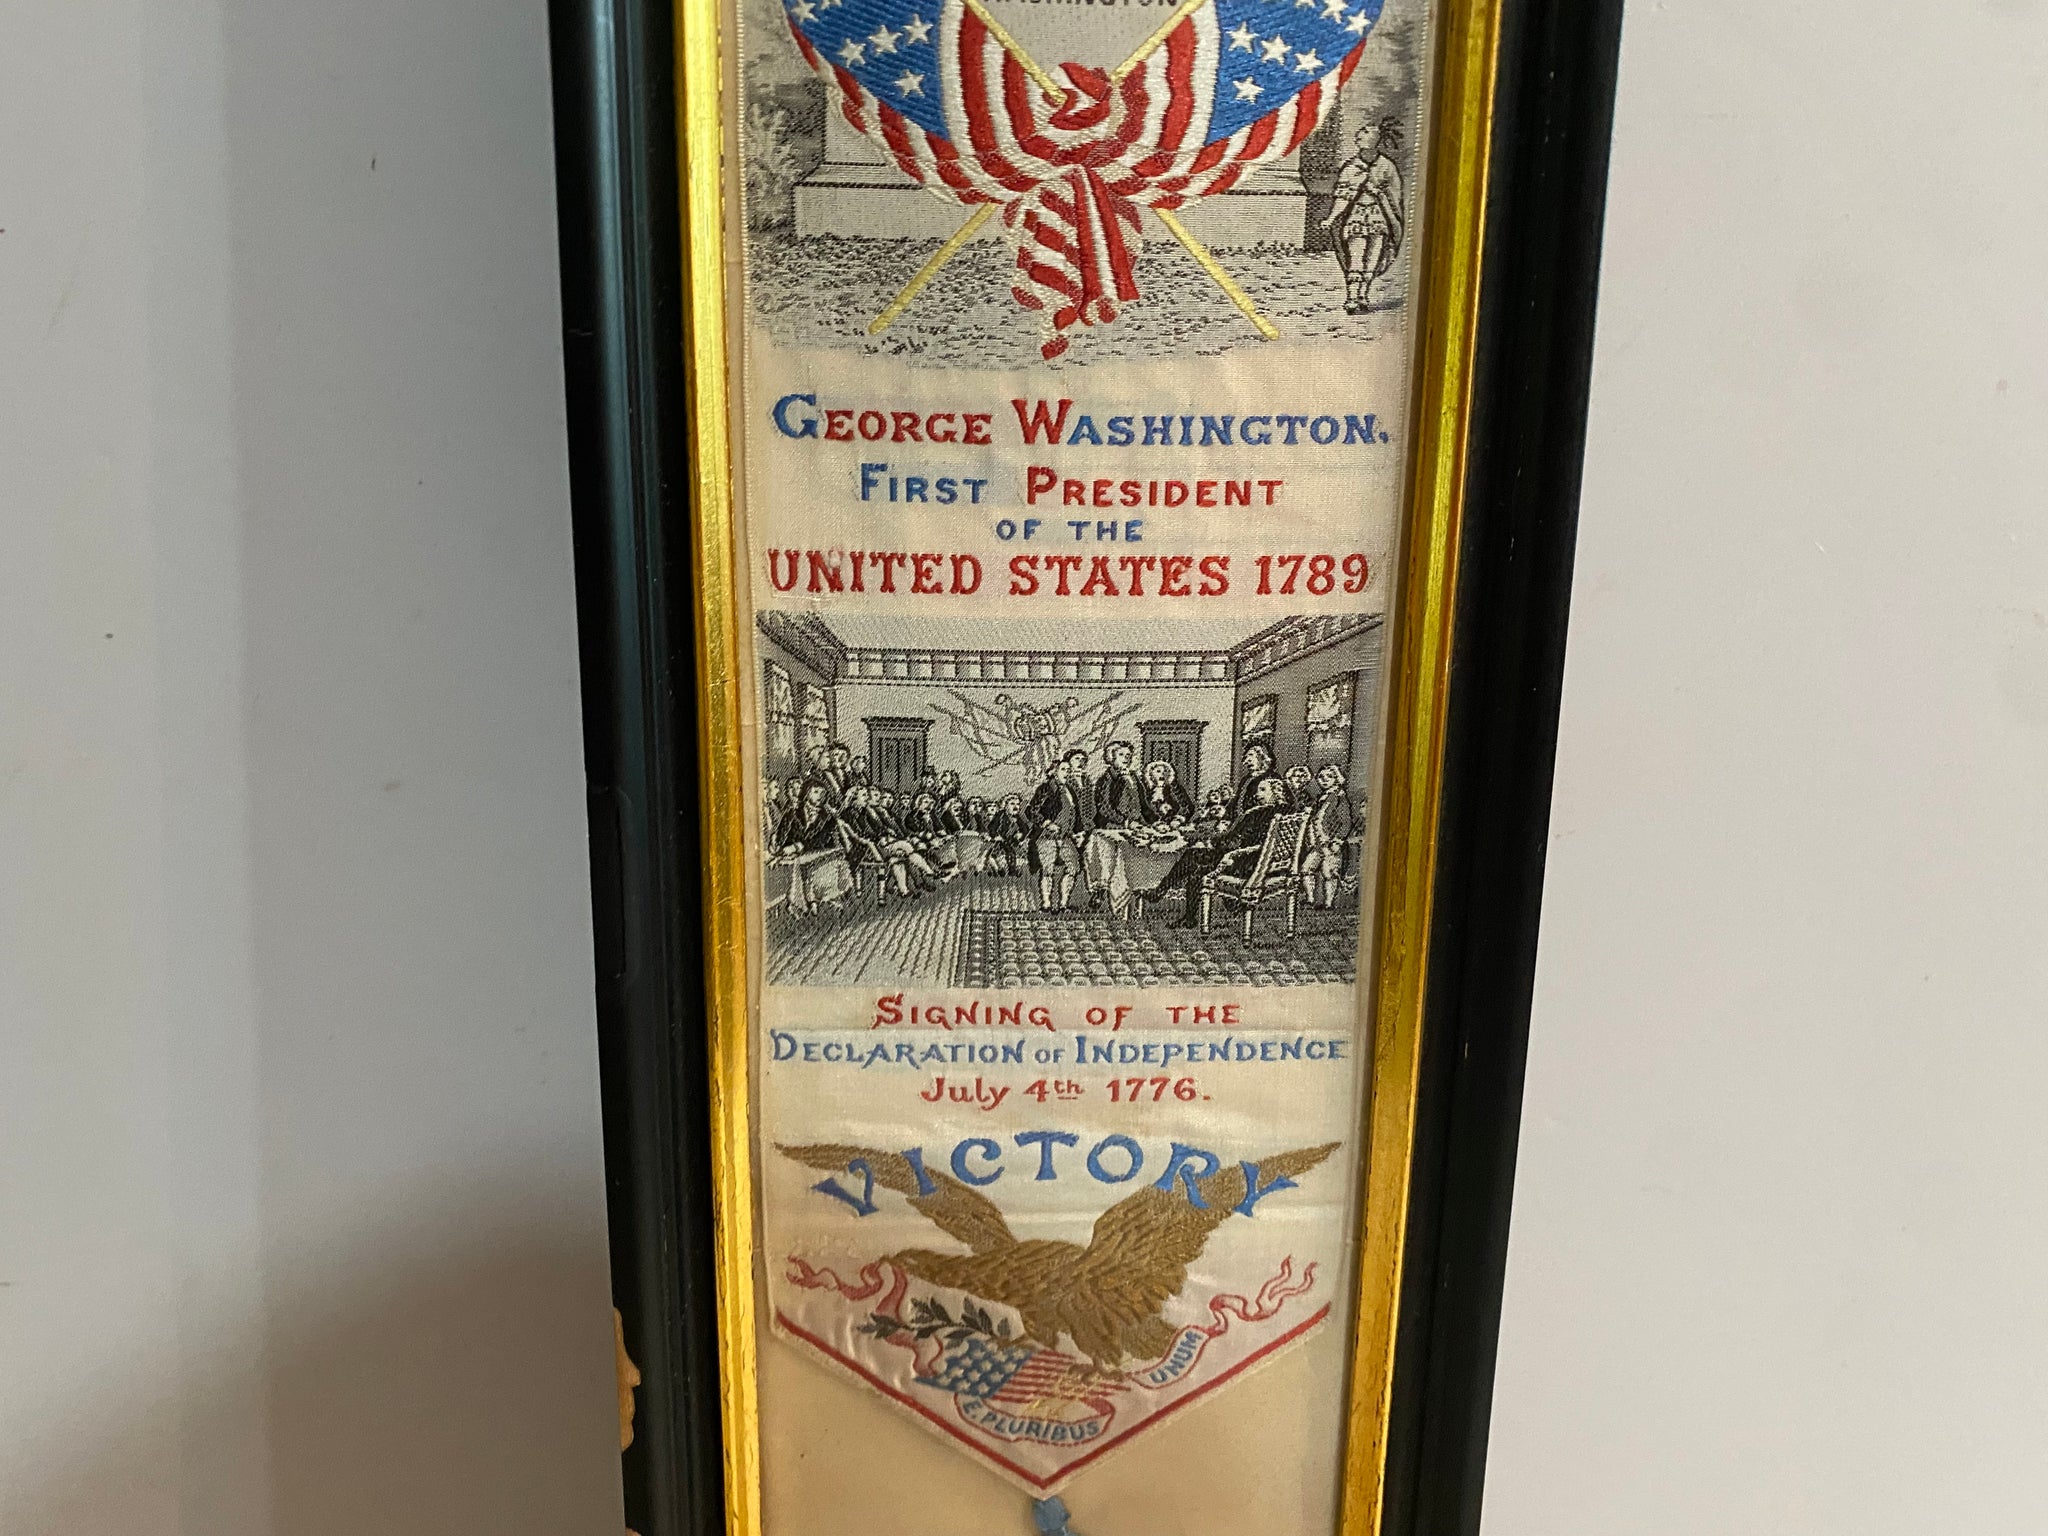 WASHINGTON
GEORGE WASHINGTON,
FIRST PRESIDENT
OF THE
UNITED STATES 1789
SIGNING OF THE
DECLARATION OF INDEPENDENCE
July 4th 1776.
VICTORY
E. PLURIBUS
UNUM